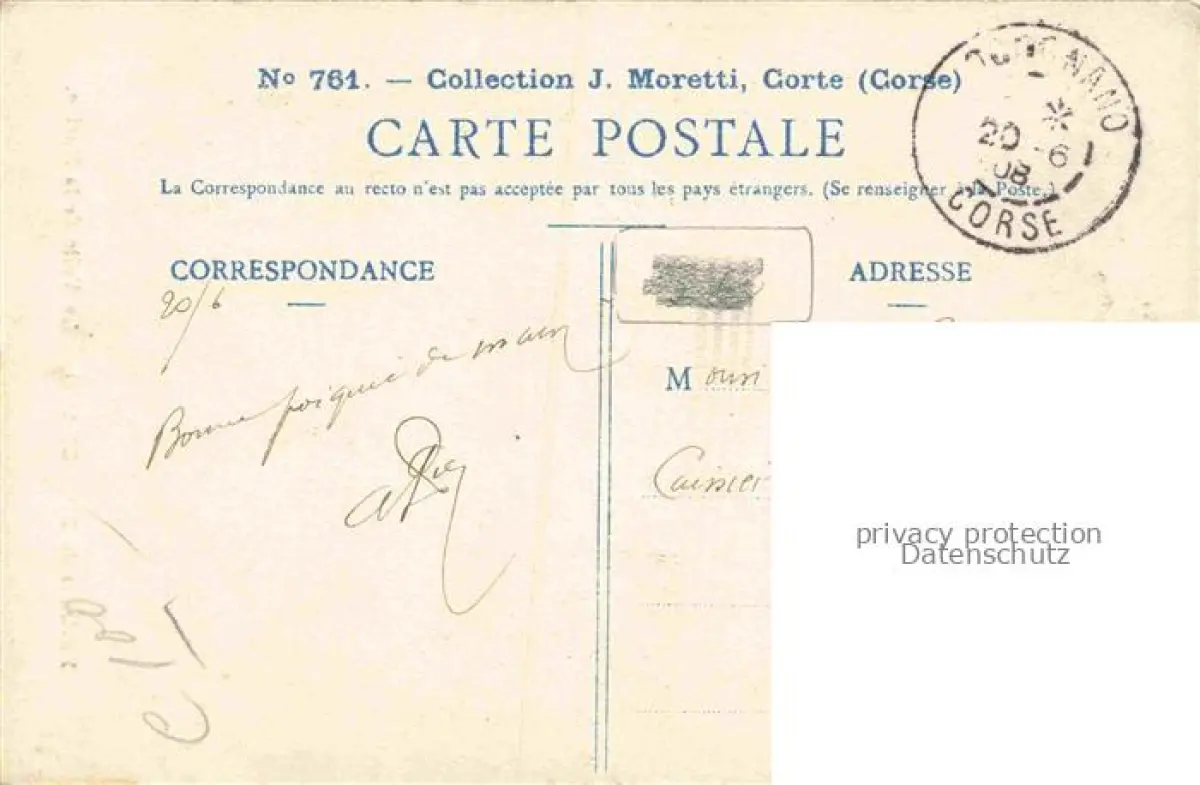 No 761. — Collection J. Moretti, Corte (Corse)
CARTE POSTALE
La Correspondance au recto n'est pas acceptée par tous les pays étrangers. (Se renseigner à la Poste.)
20 6
08
CORSE
CORRESPONDANCE
ADRESSE
20/6
Bonne poignée de main
M
privacy protection
Datenschutz